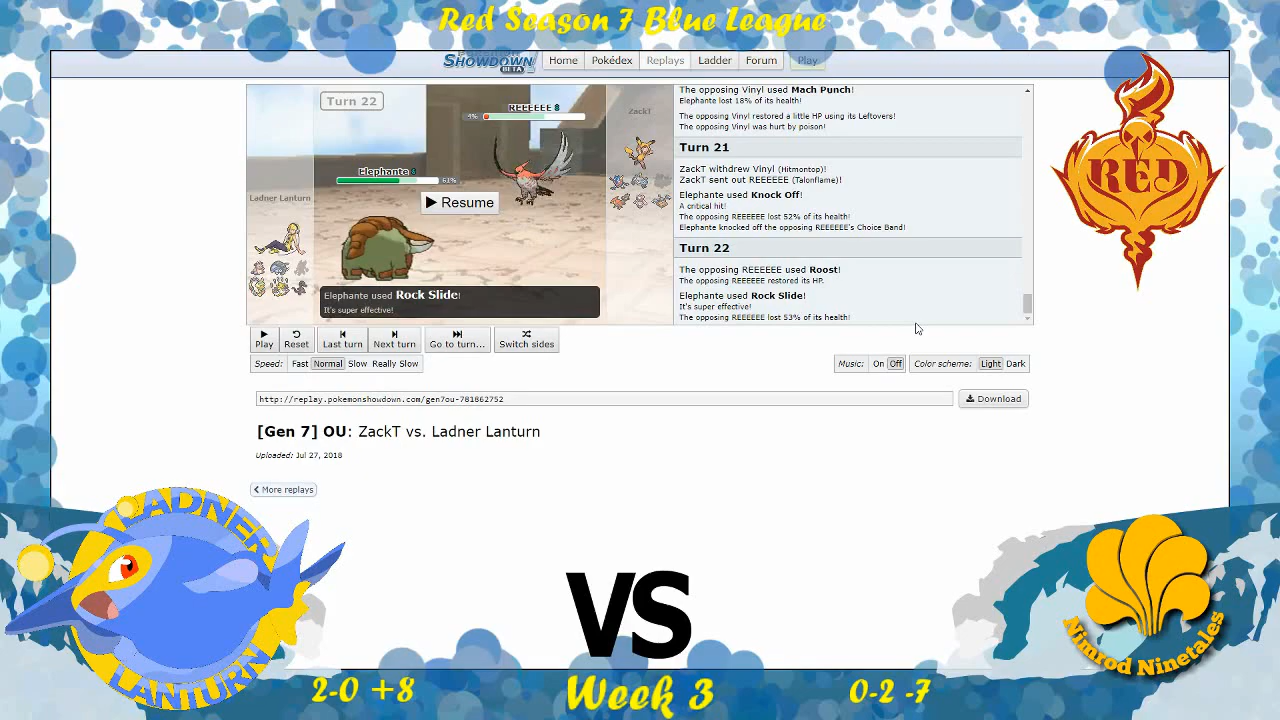 Red Season 7 Blue League
POKÉMON
SHOWDOWN
BETA
Home
Pokédex
Replays
Ladder
Forum
Play
Turn 22
REEEEEE ♂
4%
Elephante ♂
61%
Resume
ZackT
Ladner Lanturn
Elephante used Rock Slide!
It's super effective!
The opposing Vinyl used Mach Punch!
Elephante lost 18% of its health!
The opposing Vinyl restored a little HP using its Leftovers!
The opposing Vinyl was hurt by poison!
Turn 21
ZackT withdrew Vinyl (Hitmontop)!
ZackT sent out REEEEEE (Talonflame)!
Elephante used Knock Off!
A critical hit!
The opposing REEEEEE lost 52% of its health!
Elephante knocked off the opposing REEEEEE's Choice Band!
Turn 22
The opposing REEEEEE used Roost!
The opposing REEEEEE restored its HP.
Elephante used Rock Slide!
It's super effective!
The opposing REEEEEE lost 53% of its health!
Play
Reset
Last turn
Next turn
Go to turn...
Switch sides
Speed: Fast Normal Slow Really Slow
Music: On Off
Color scheme: Light Dark
http://replay.pokemonshowdown.com/gen7ou-781862752
Download
[Gen 7] OU: ZackT vs. Ladner Lanturn
Uploaded: Jul 27, 2018
More replays
RED
LADNER
LANTURN
VS
Nimrod Ninetales
2-0 +8
Week 3
0-2 -7